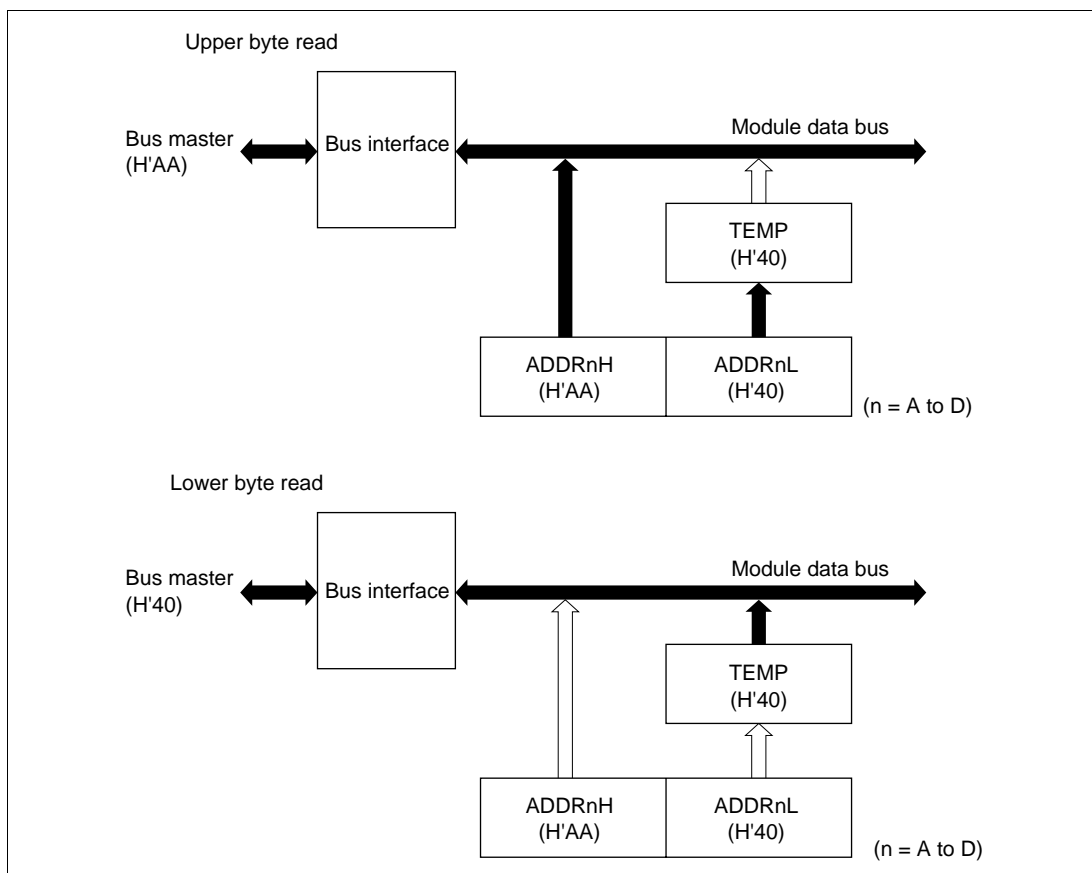 Upper byte read
Bus master
(H'AA)
Bus interface
Module data bus
TEMP
(H'40)
ADDRnH
(H'AA)
ADDRnL
(H'40)
(n = A to D)
Lower byte read
Bus master
(H'40)
Bus interface
Module data bus
TEMP
(H'40)
ADDRnH
(H'AA)
ADDRnL
(H'40)
(n = A to D)